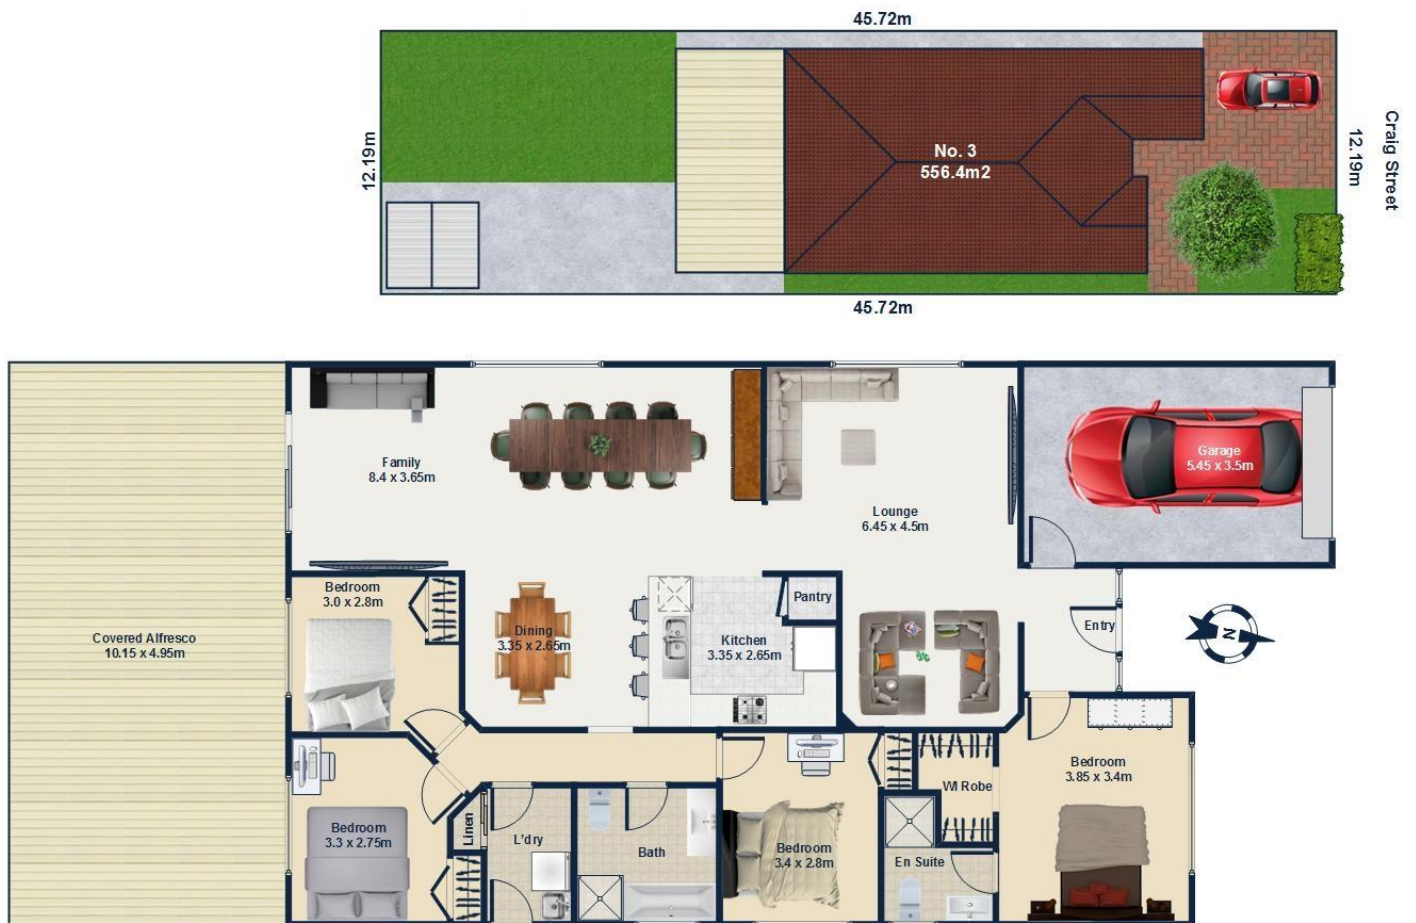 45.72m
12.19m
No. 3
556.4m2
12.19m
Craig Street
45.72m
Family
8.4 x 3.65m
Lounge
6.45 x 4.5m
Garage
5.45 x 3.5m
Bedroom
3.0 x 2.8m
Pantry
Covered Alfresco
10.15 x 4.95m
Dining
3.35 x 2.65m
Kitchen
3.35 x 2.65m
Entry
N
Bedroom
3.85 x 3.4m
WI Robe
Bedroom
3.3 x 2.75m
Linen
L'dry
Bath
Bedroom
3.4 x 2.8m
En Suite